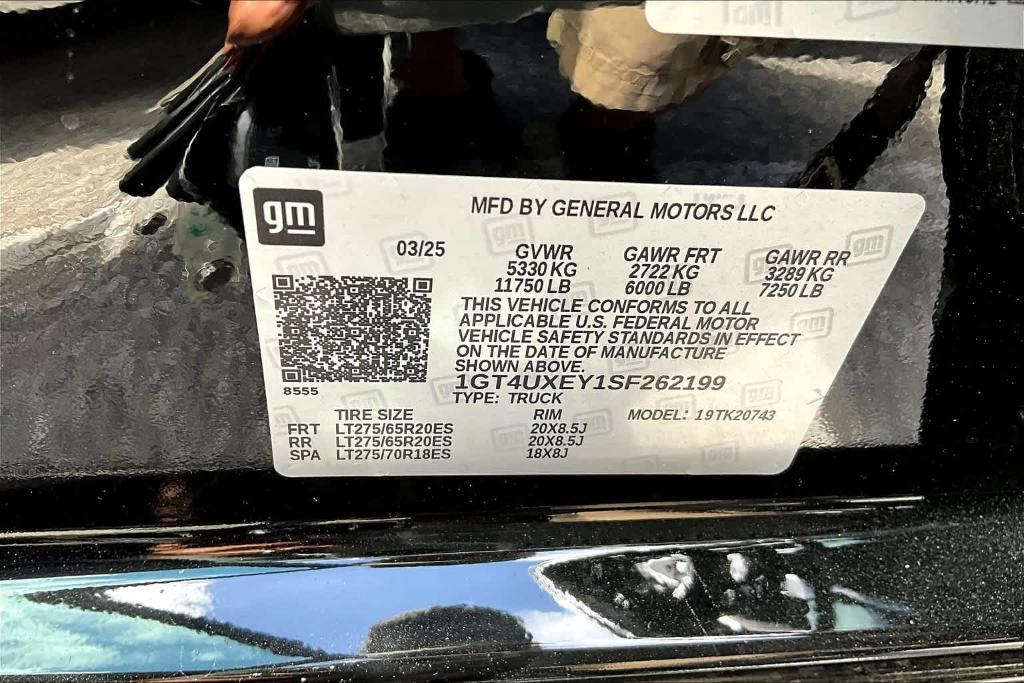 gm
MFD BY GENERAL MOTORS LLC
03/25
GVWR GAWR FRT GAWR RR
5330 KG 2722 KG 3289 KG
11750 LB 6000 LB 7250 LB
THIS VEHICLE CONFORMS TO ALL
APPLICABLE U.S. FEDERAL MOTOR
VEHICLE SAFETY STANDARDS IN EFFECT
ON THE DATE OF MANUFACTURE
SHOWN ABOVE.
1GT4UXEY1SF262199
8555
TYPE: TRUCK
TIRE SIZE RIM MODEL: 19TK20743
FRT LT275/65R20ES 20X8.5J
RR LT275/65R20ES 20X8.5J
SPA LT275/70R18ES 18X8J